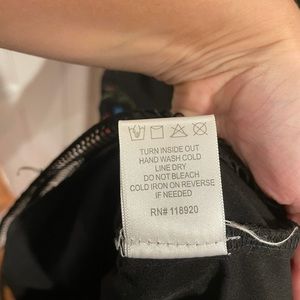 TURN INSIDE OUT
HAND WASH COLD
LINE DRY
DO NOT BLEACH
COLD IRON ON REVERSE
IF NEEDED
RN# 118920